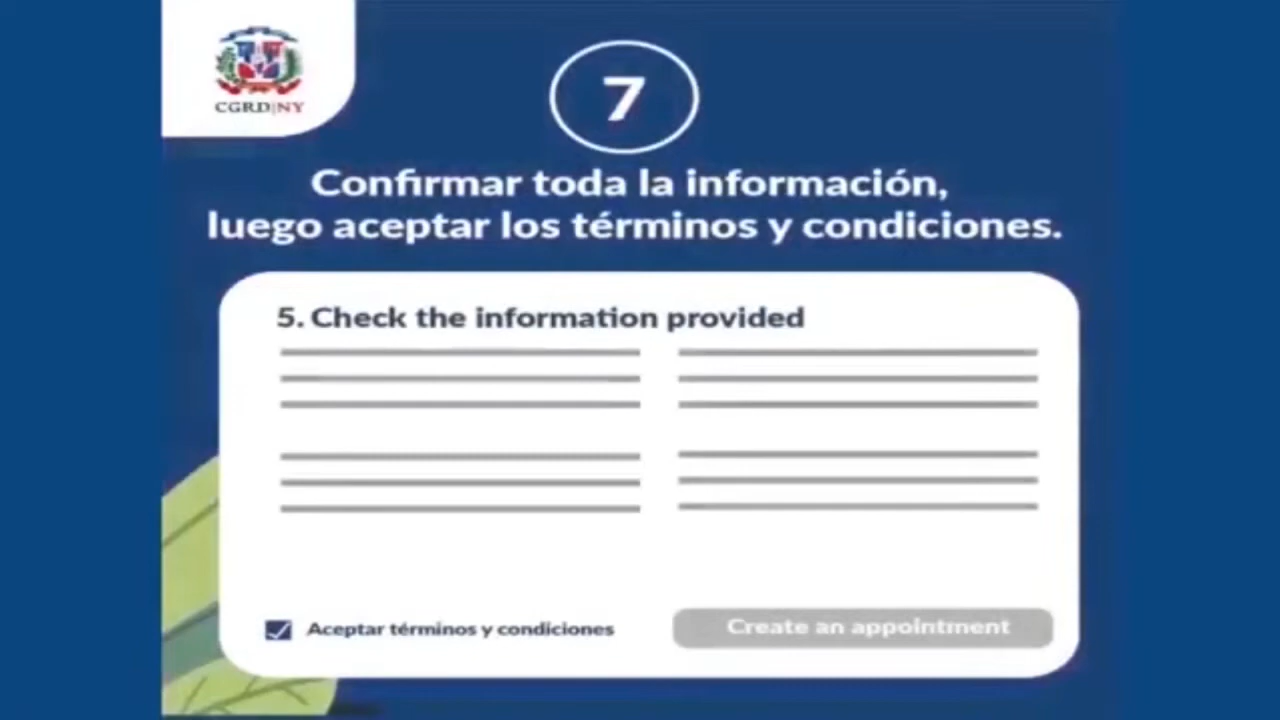 CGRD|NY
7
Confirmar toda la información,
luego aceptar los términos y condiciones.
5. Check the information provided
Aceptar términos y condiciones
Create an appointment